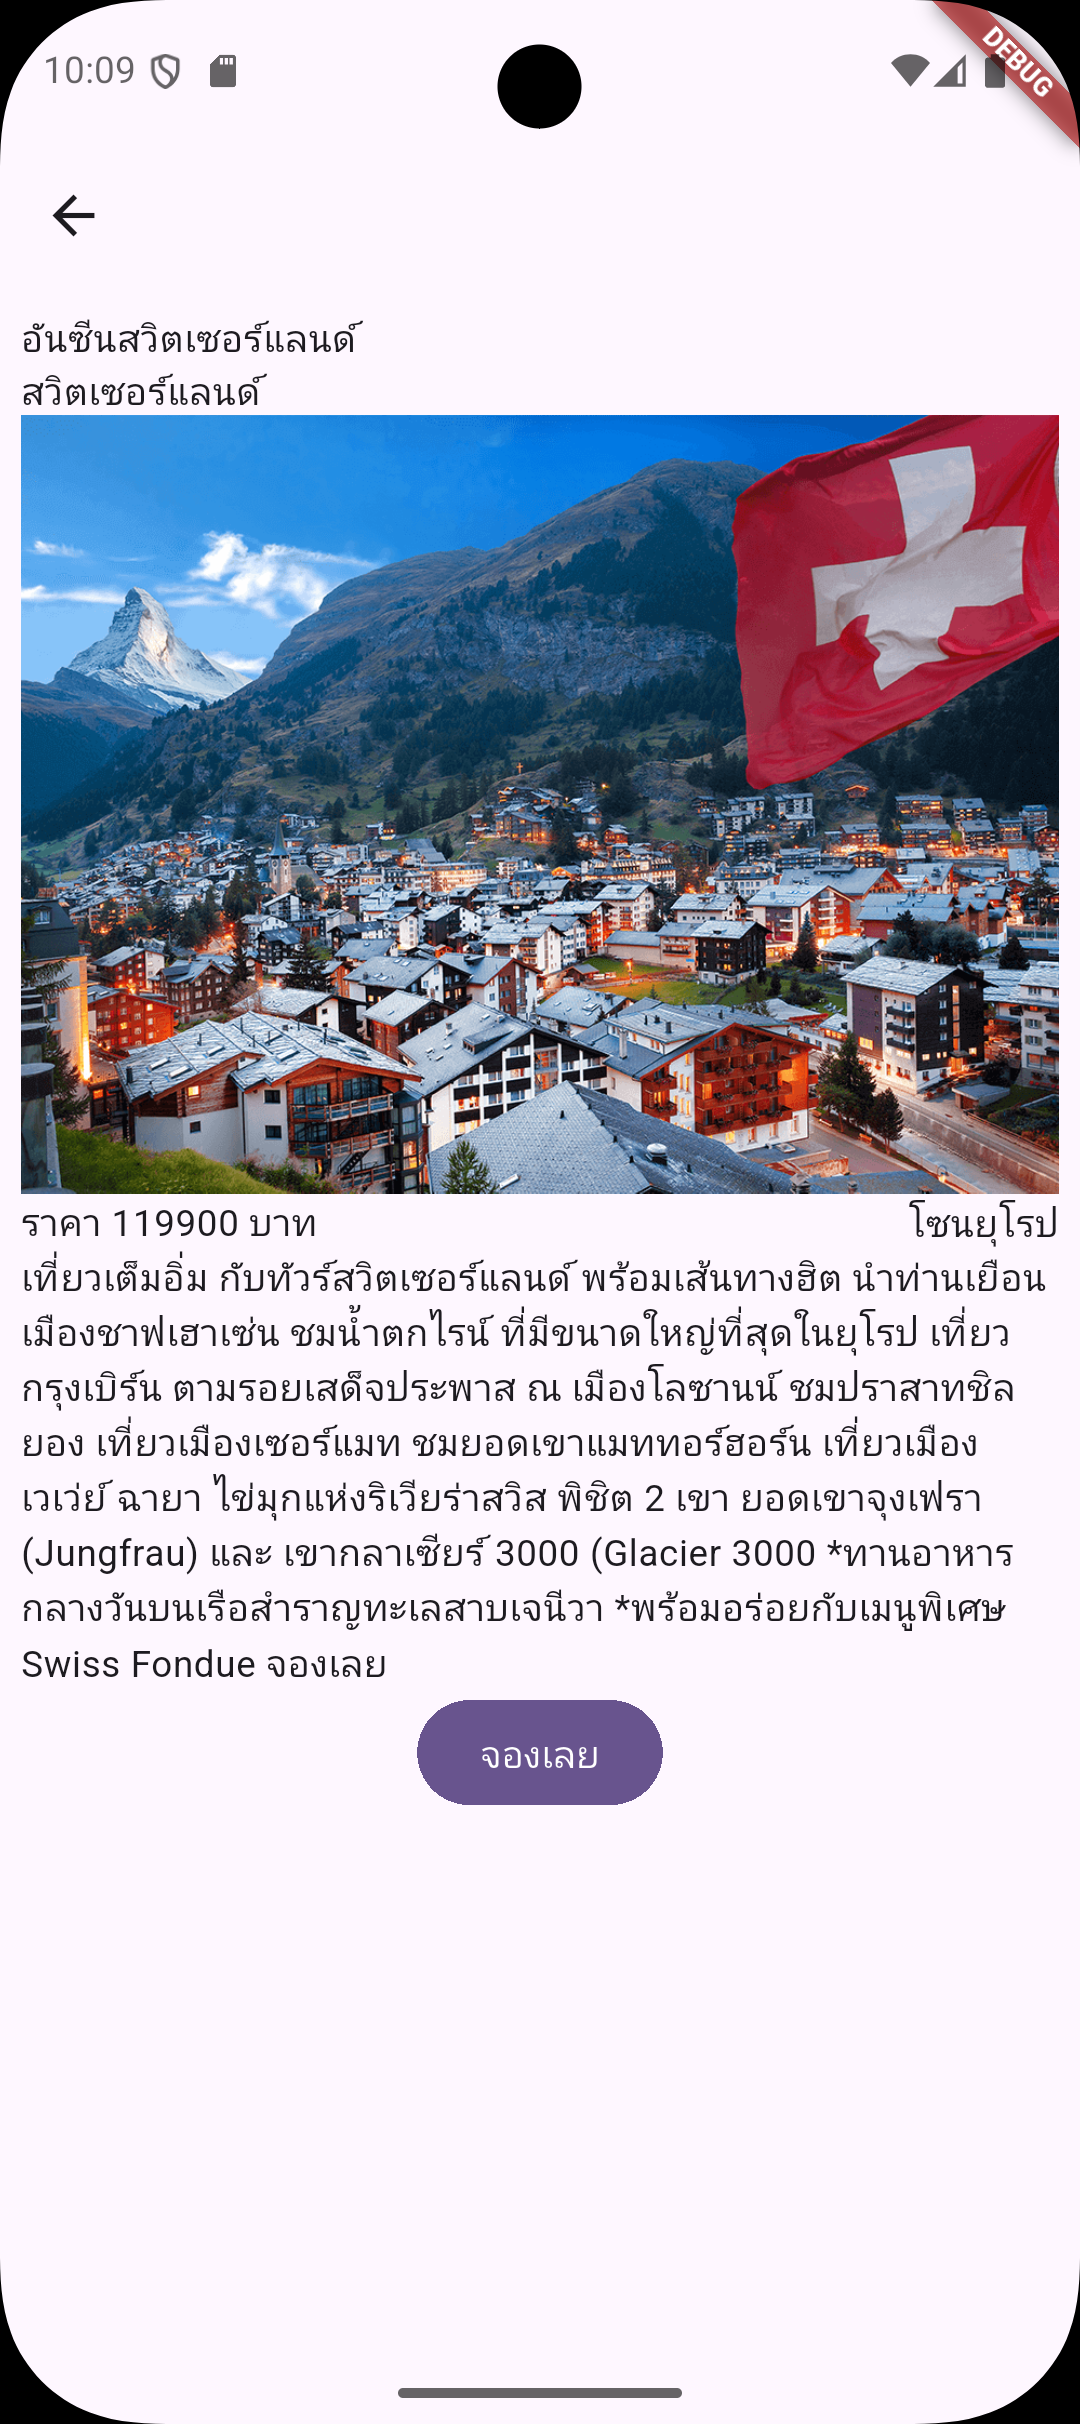 10:09
DEBUG
อันซีนสวิตเซอร์แลนด์
สวิตเซอร์แลนด์
ราคา 119900 บาท โซนยุโรป
เที่ยวเต็มอิ่ม กับทัวร์สวิตเซอร์แลนด์ พร้อมเส้นทางฮิต นำท่านเยือน
เมืองชาฟเฮาเซ่น ชมน้ำตกไรน์ ที่มีขนาดใหญ่ที่สุดในยุโรป เที่ยว
กรุงเบิร์น ตามรอยเสด็จประพาส ณ เมืองโลซานน์ ชมปราสาทชิล
ยอง เที่ยวเมืองเซอร์แมท ชมยอดเขาแมททอร์ฮอร์น เที่ยวเมือง
เวเว่ย์ ฉายา ไข่มุกแห่งริเวียร่าสวิส พิชิต 2 เขา ยอดเขาจุงเฟรา
(Jungfrau) และ เขากลาเซียร์ 3000 (Glacier 3000 *ทานอาหาร
กลางวันบนเรือสำราญทะเลสาบเจนีวา *พร้อมอร่อยกับเมนูพิเศษ
Swiss Fondue จองเลย
จองเลย